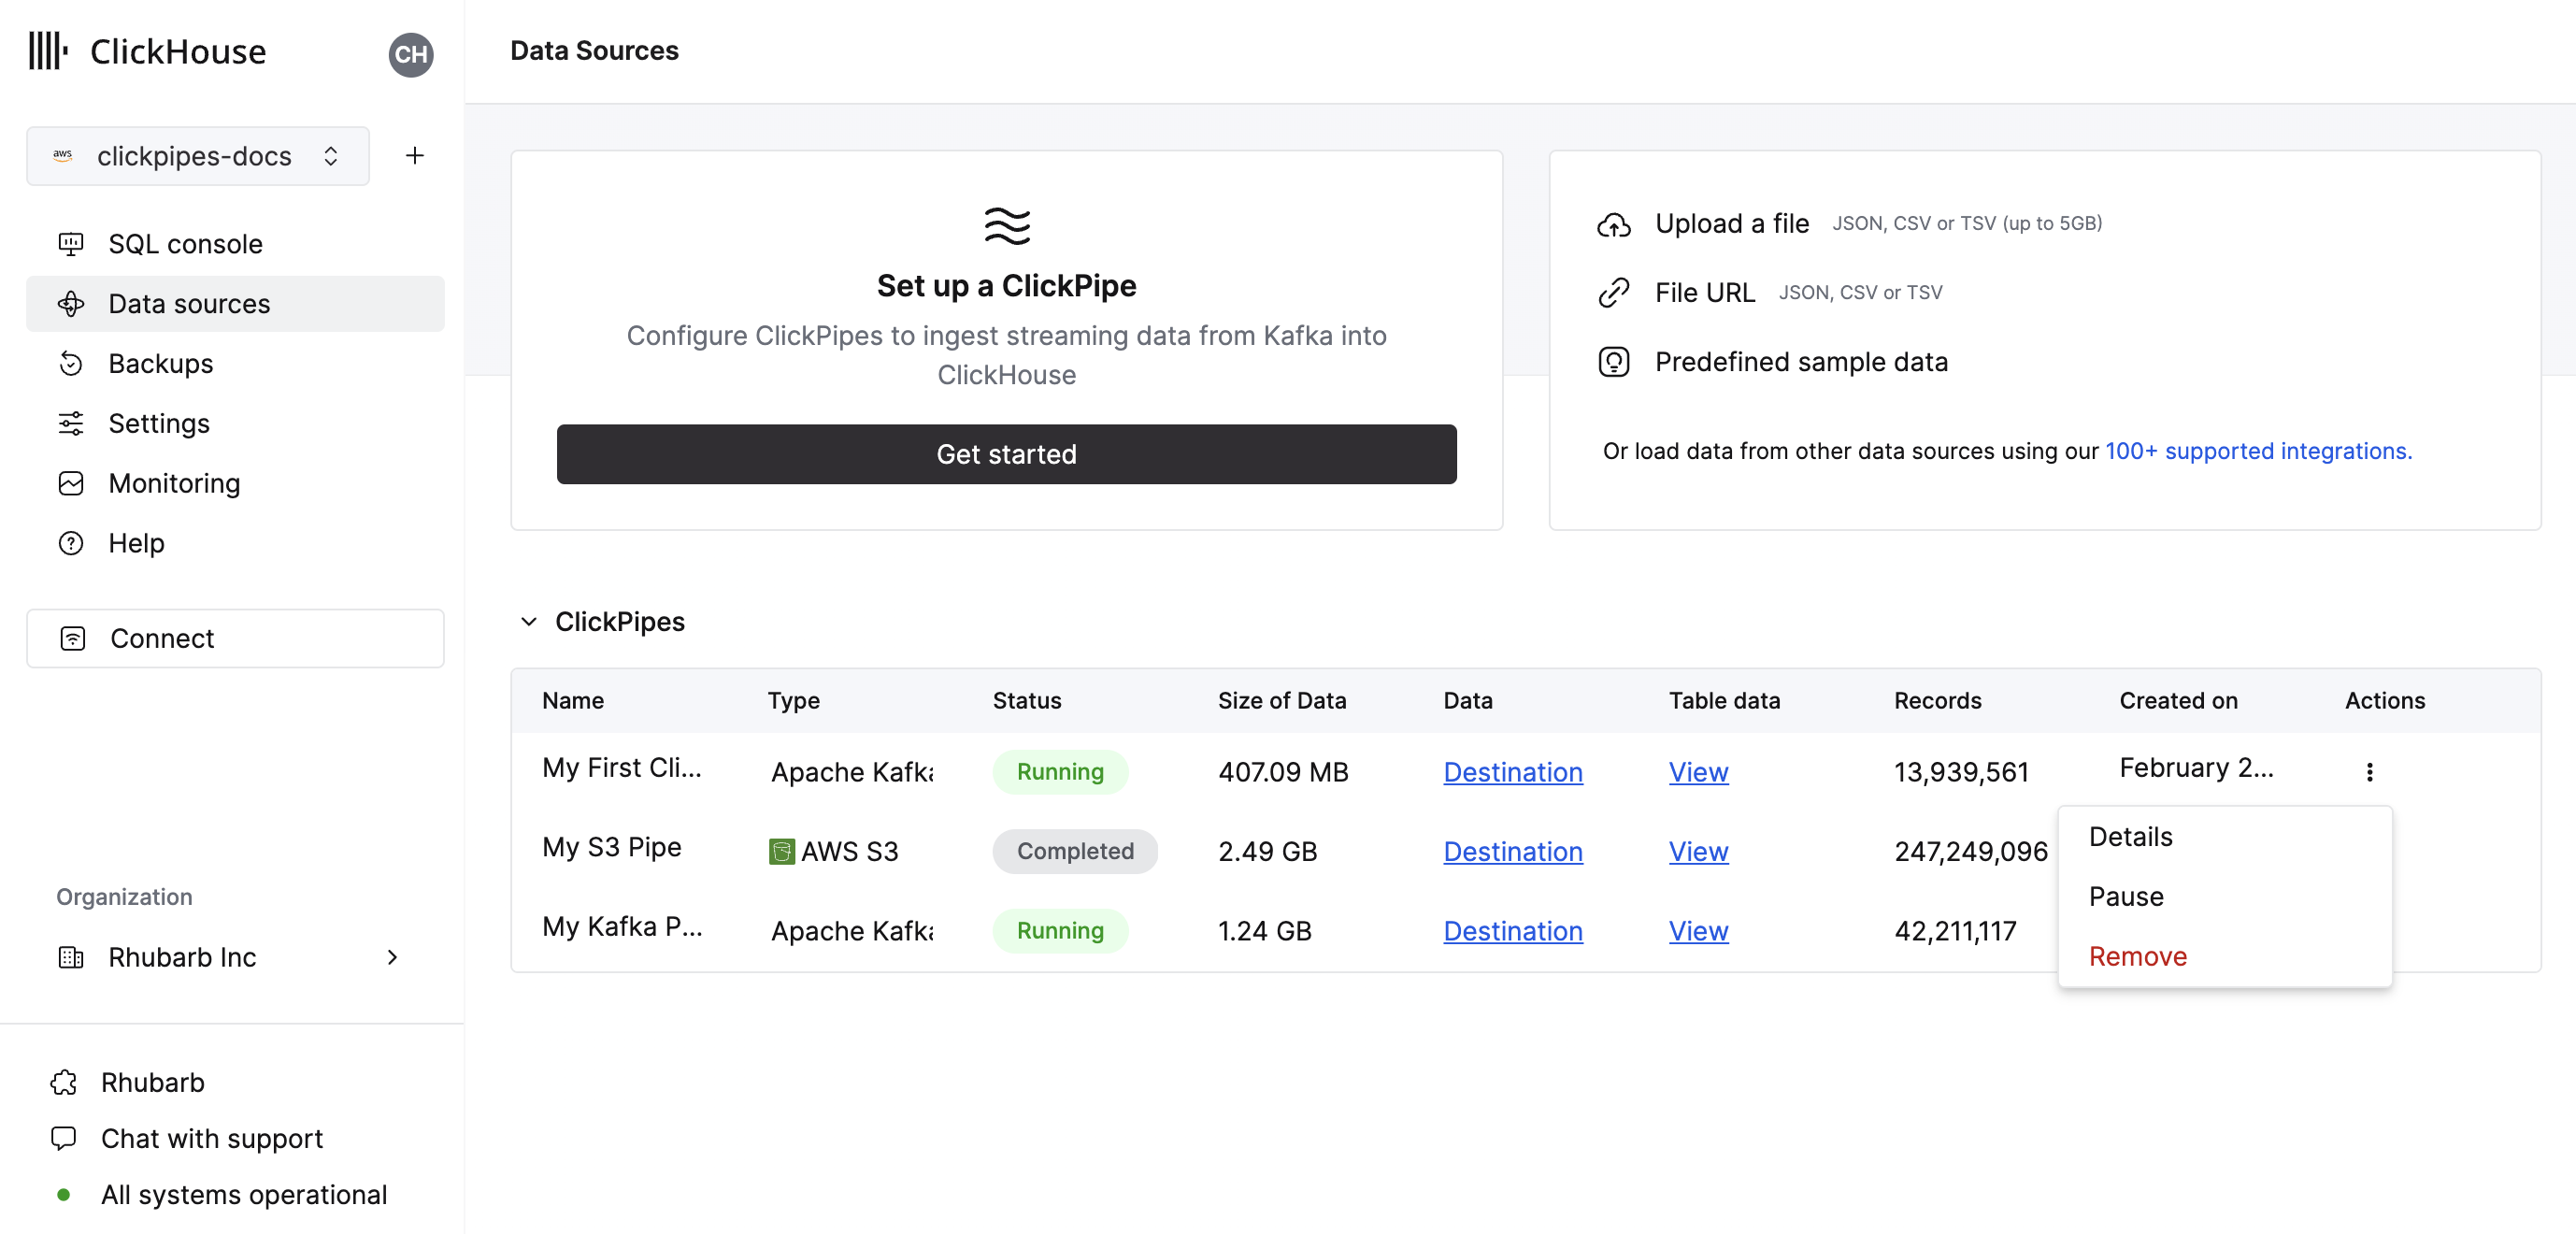 ClickHouse
CH
aws
clickpipes-docs
SQL console
Data sources
Backups
Settings
Monitoring
Help
Connect
Organization
Rhubarb Inc
Rhubarb
Chat with support
All systems operational
Data Sources
Set up a ClickPipe
Configure ClickPipes to ingest streaming data from Kafka into
ClickHouse
Get started
Upload a file JSON, CSV or TSV (up to 5GB)
File URL JSON, CSV or TSV
Predefined sample data
Or load data from other data sources using our 100+ supported integrations.
ClickPipes
Name Type Status Size of Data Data Table data Records Created on Actions
My First Cli... Apache Kafka Running 407.09 MB Destination View 13,939,561 February 2...
My S3 Pipe AWS S3 Completed 2.49 GB Destination View 247,249,096
My Kafka P... Apache Kafka Running 1.24 GB Destination View 42,211,117
Details
Pause
Remove